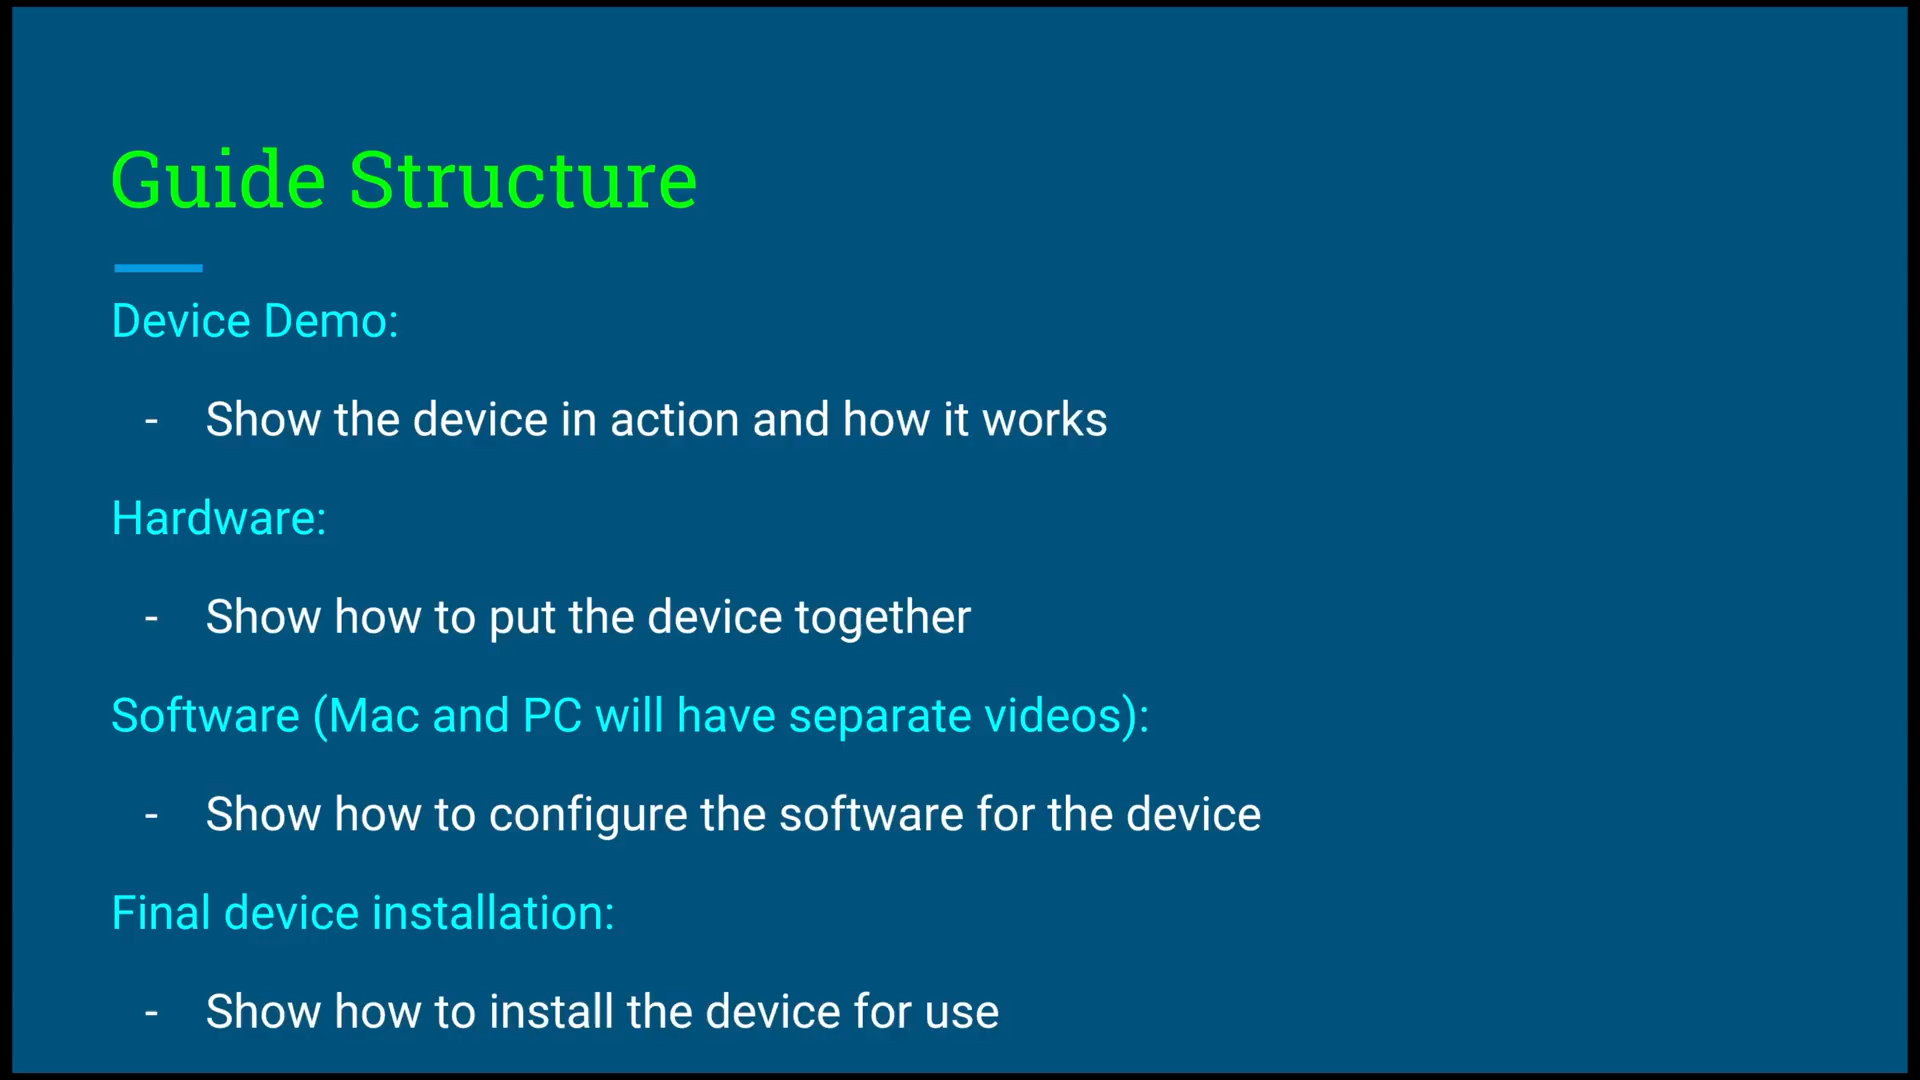 Guide Structure
Device Demo:
- Show the device in action and how it works
Hardware:
- Show how to put the device together
Software (Mac and PC will have separate videos):
- Show how to configure the software for the device
Final device installation:
- Show how to install the device for use